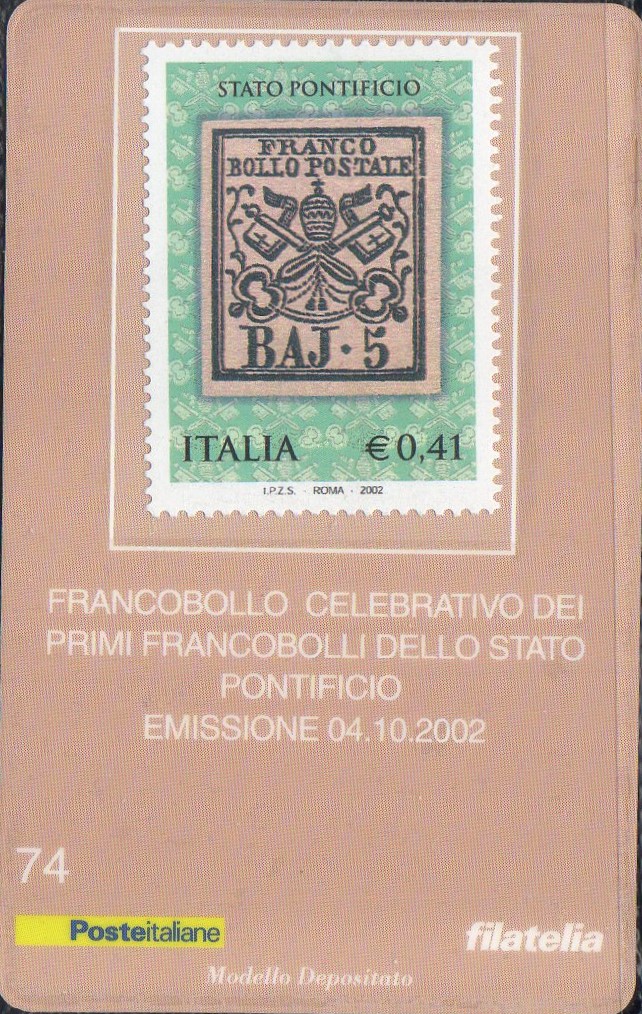 STATO PONTIFICIO
FRANCO
BOLLO POSTALE
BAJ · 5
ITALIA € 0,41
I.P.Z.S. - ROMA - 2002
FRANCOBOLLO CELEBRATIVO DEI
PRIMI FRANCOBOLLI DELLO STATO
PONTIFICIO
EMISSIONE 04.10.2002
74
Posteitaliane
filatelia
Modello Depositato